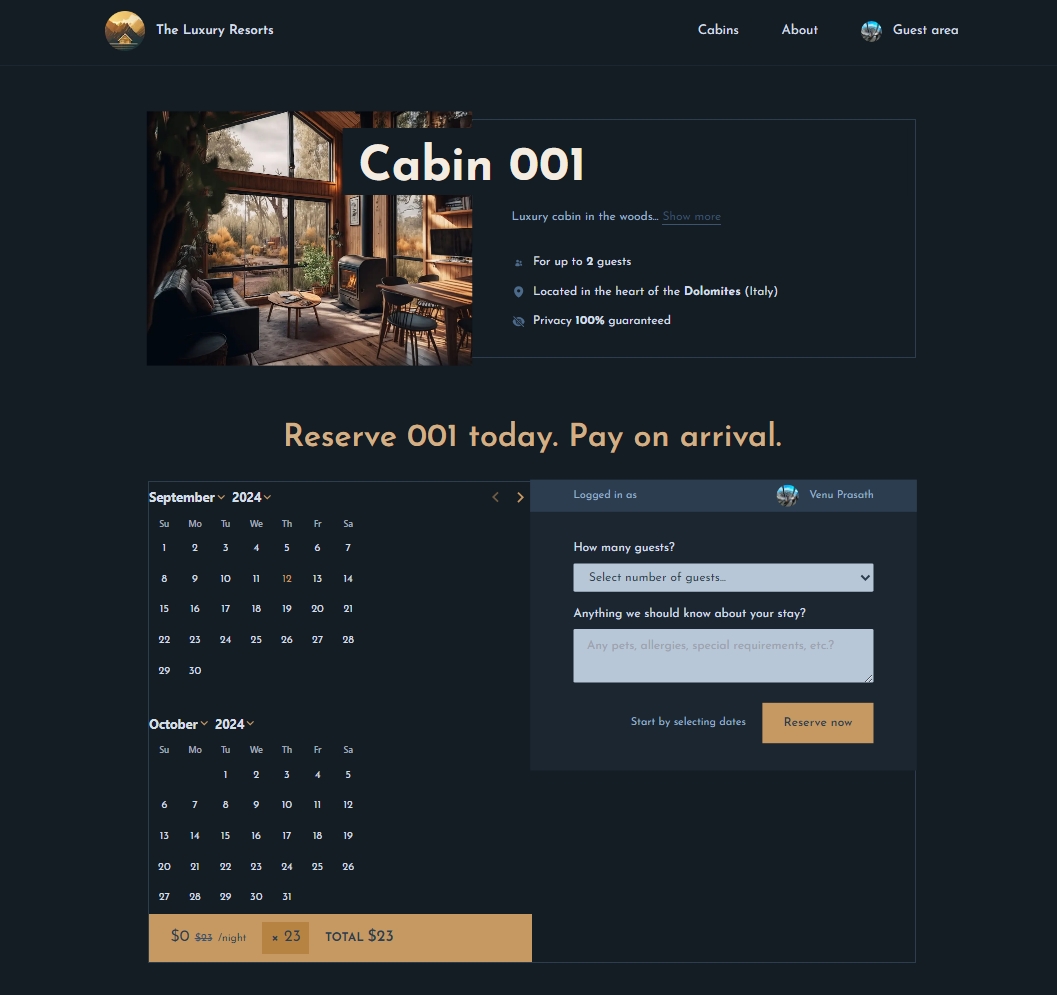 The Luxury Resorts
Cabins
About
Guest area
Cabin 001
Luxury cabin in the woods... Show more
For up to 2 guests
Located in the heart of the Dolomites (Italy)
Privacy 100% guaranteed
Reserve 001 today. Pay on arrival.
September 2024
Su Mo Tu We Th Fr Sa
1 2 3 4 5 6 7
8 9 10 11 12 13 14
15 16 17 18 19 20 21
22 23 24 25 26 27 28
29 30
October 2024
Su Mo Tu We Th Fr Sa
1 2 3 4 5
6 7 8 9 10 11 12
13 14 15 16 17 18 19
20 21 22 23 24 25 26
27 28 29 30 31
$0 $23 /night × 23 TOTAL $23
Logged in as
Venu Prasath
How many guests?
Select number of guests...
Anything we should know about your stay?
Any pets, allergies, special requirements, etc.?
Start by selecting dates
Reserve now